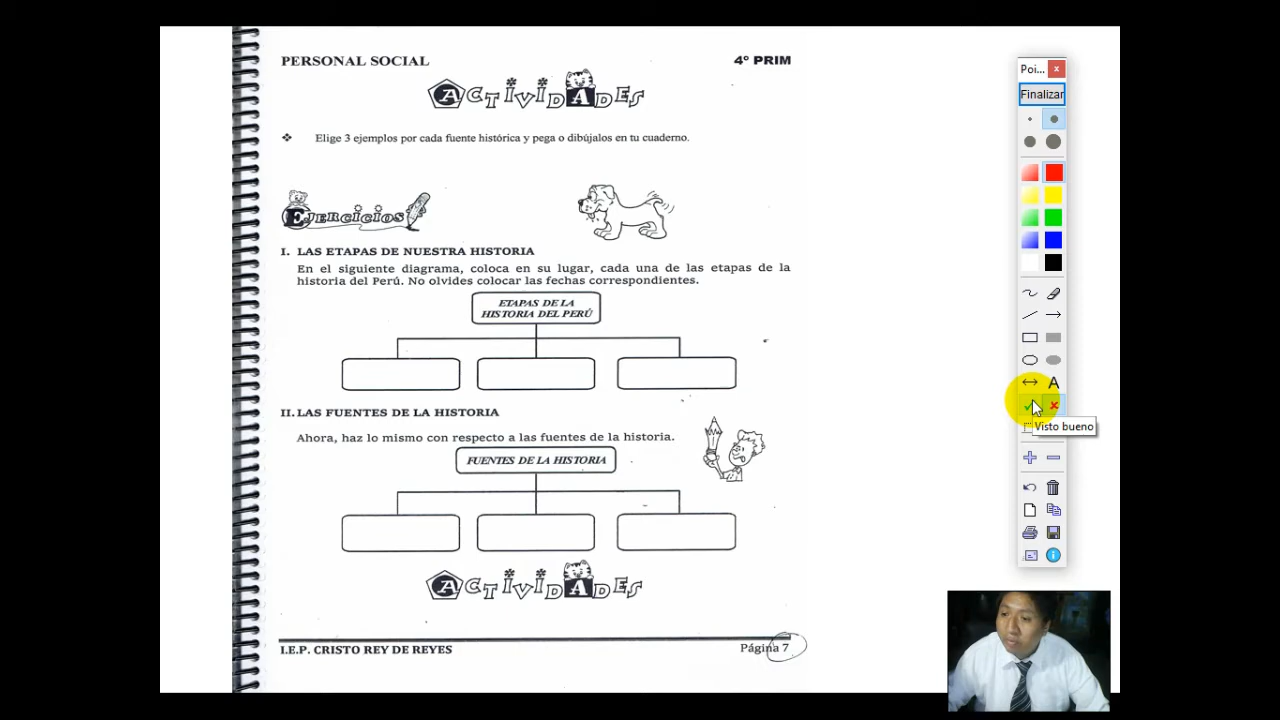 PERSONAL SOCIAL
4º PRIM
ACTIVIDADES
❖ Elige 3 ejemplos por cada fuente histórica y pega o dibújalos en tu cuaderno.
EJERCICIOS
I. LAS ETAPAS DE NUESTRA HISTORIA
En el siguiente diagrama, coloca en su lugar, cada una de las etapas de la
historia del Perú. No olvides colocar las fechas correspondientes.
ETAPAS DE LA
HISTORIA DEL PERÚ
II. LAS FUENTES DE LA HISTORIA
Ahora, haz lo mismo con respecto a las fuentes de la historia.
FUENTES DE LA HISTORIA
ACTIVIDADES
I.E.P. CRISTO REY DE REYES
Página 7
Poi...
Finalizar
A
Visto bueno